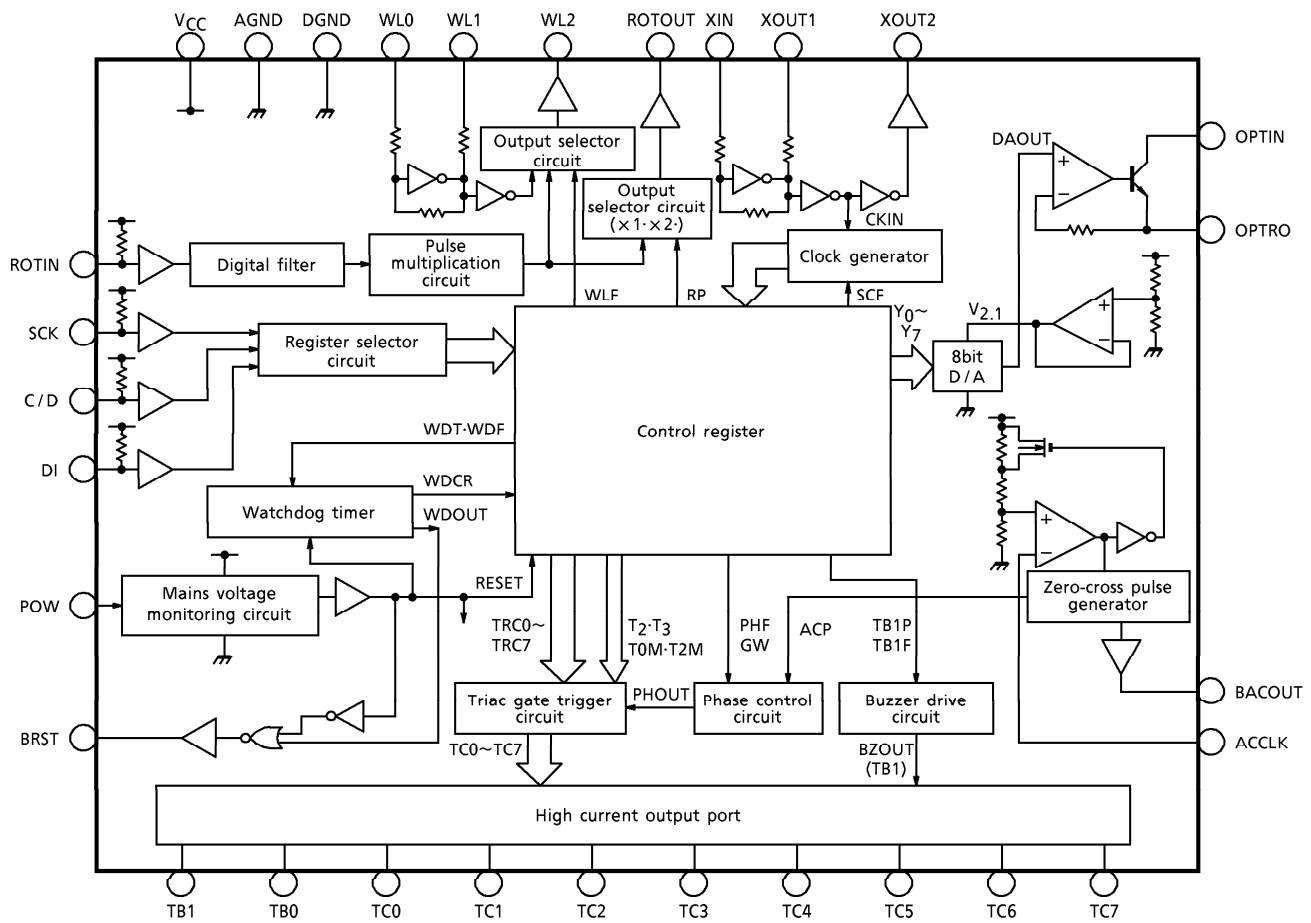 VCC AGND DGND WL0 WL1 WL2 ROTOUT XIN XOUT1 XOUT2
OPTIN
DAOUT
Output selector
circuit
Output
selector circuit
(×1·×2·)
CKIN
OPTRO
Pulse
multiplication
circuit
Digital filter
Clock generator
ROTIN
WLF RP SCF
SCK
Register selector
circuit
Y0~
Y7
V2.1
8bit
D/A
C/D
WDT·WDF
Control register
DI
WDCR
Watchdog timer
WDOUT
RESET
POW
Mains voltage
monitoring circuit
Zero-cross pulse
generator
TRC0~
TRC7
T2·T3
T0M·T2M
PHF
GW
ACP
TB1P
TB1F
PHOUT
Triac gate trigger
circuit
Phase control
circuit
Buzzer drive
circuit
BACOUT
BRST
ACCLK
TC0~TC7
BZOUT
(TB1)
High current output port
TB1 TB0 TC0 TC1 TC2 TC3 TC4 TC5 TC6 TC7